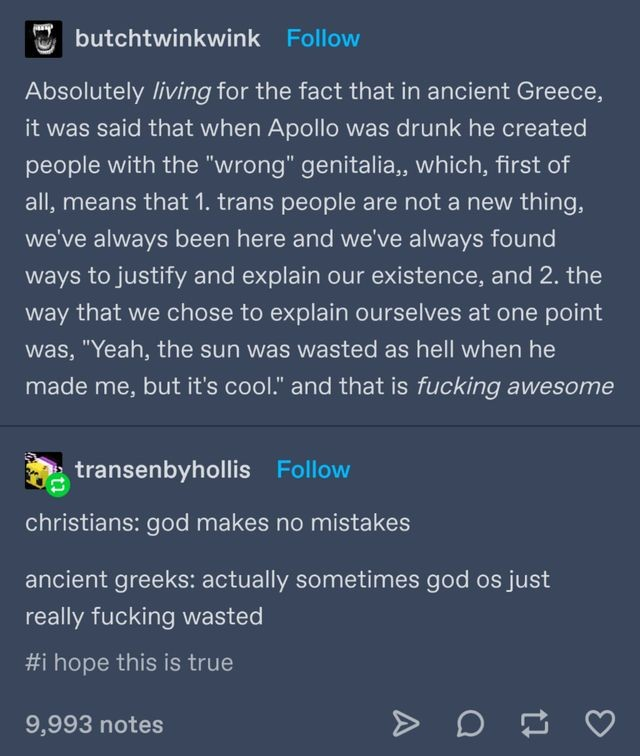 butchtwinkwink Follow
Absolutely living for the fact that in ancient Greece,
it was said that when Apollo was drunk he created
people with the "wrong" genitalia,, which, first of
all, means that 1. trans people are not a new thing,
we've always been here and we've always found
ways to justify and explain our existence, and 2. the
way that we chose to explain ourselves at one point
was, "Yeah, the sun was wasted as hell when he
made me, but it's cool." and that is fucking awesome
transenbyhollis Follow
christians: god makes no mistakes
ancient greeks: actually sometimes god os just
really fucking wasted
#i hope this is true
9,993 notes